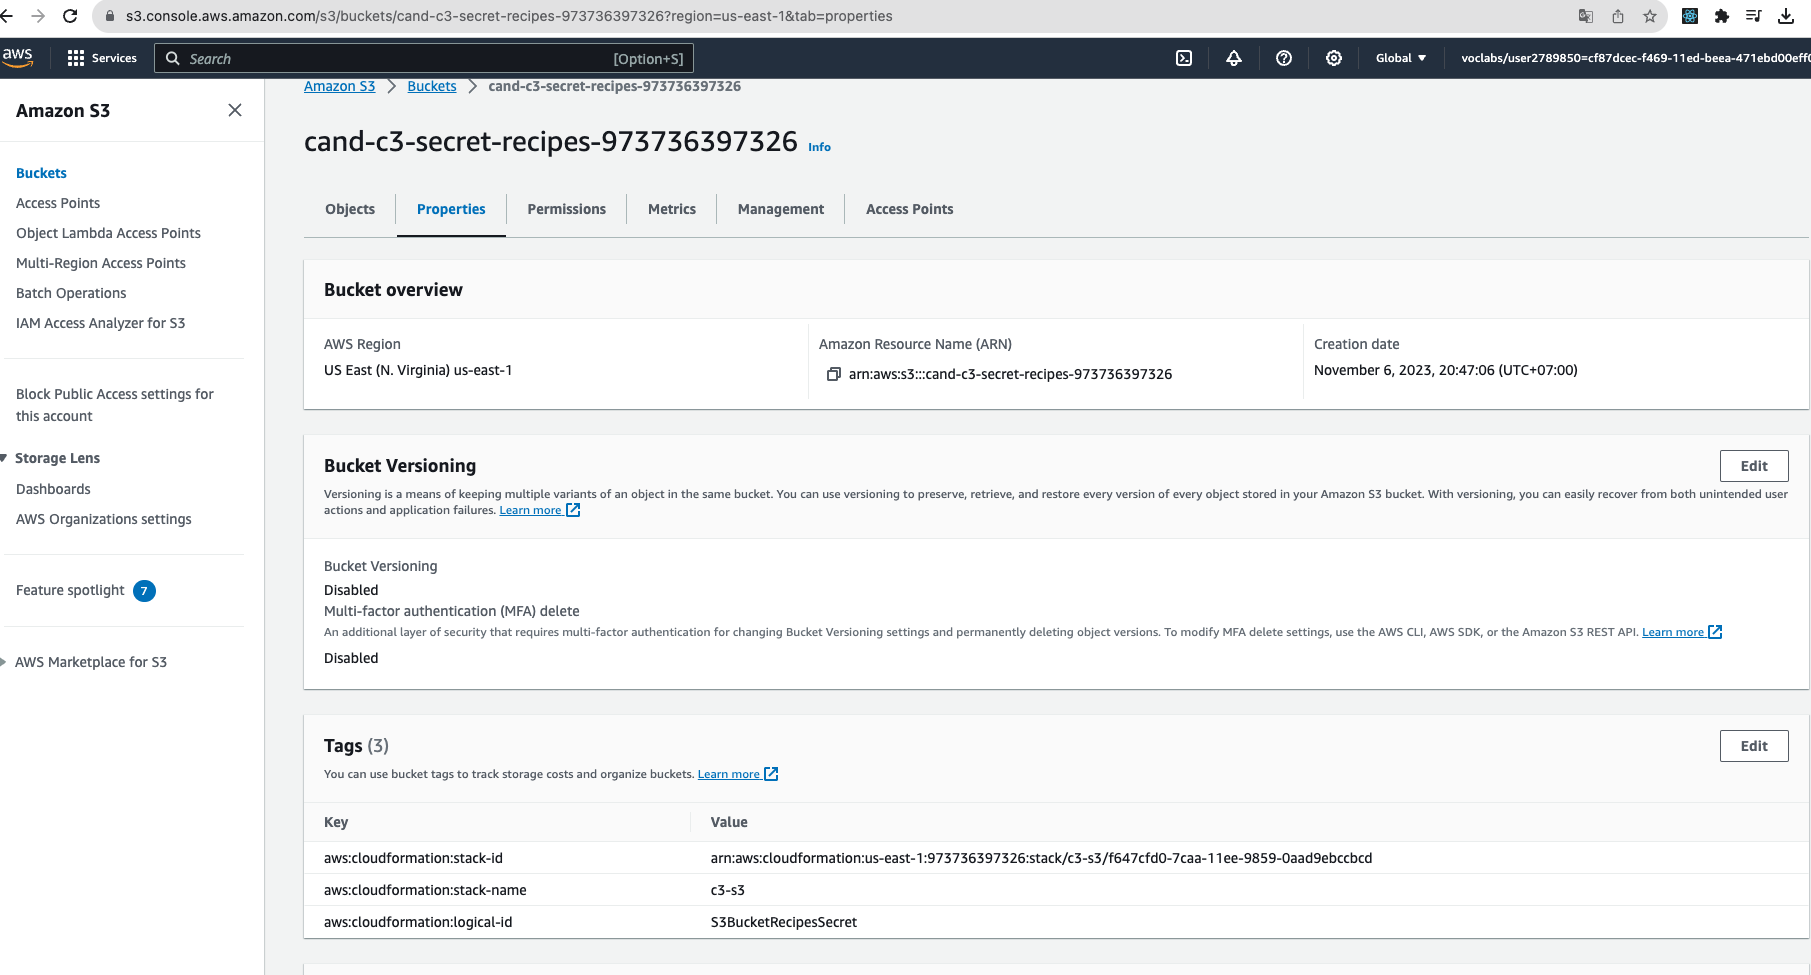 s3.console.aws.amazon.com/s3/buckets/cand-c3-secret-recipes-973736397326?region=us-east-1&tab=properties
aws
Services
Search
[Option+S]
Global
voclabs/user2789850=cf87dcec-f469-11ed-beea-471ebd00eff0
Amazon S3
Buckets
Access Points
Object Lambda Access Points
Multi-Region Access Points
Batch Operations
IAM Access Analyzer for S3
Block Public Access settings for
this account
Storage Lens
Dashboards
AWS Organizations settings
Feature spotlight 7
AWS Marketplace for S3
Amazon S3 > Buckets > cand-c3-secret-recipes-973736397326
cand-c3-secret-recipes-973736397326 Info
Objects
Properties
Permissions
Metrics
Management
Access Points
Bucket overview
AWS Region
US East (N. Virginia) us-east-1
Amazon Resource Name (ARN)
arn:aws:s3:::cand-c3-secret-recipes-973736397326
Creation date
November 6, 2023, 20:47:06 (UTC+07:00)
Bucket Versioning
Edit
Versioning is a means of keeping multiple variants of an object in the same bucket. You can use versioning to preserve, retrieve, and restore every version of every object stored in your Amazon S3 bucket. With versioning, you can easily recover from both unintended user
actions and application failures. Learn more
Bucket Versioning
Disabled
Multi-factor authentication (MFA) delete
An additional layer of security that requires multi-factor authentication for changing Bucket Versioning settings and permanently deleting object versions. To modify MFA delete settings, use the AWS CLI, AWS SDK, or the Amazon S3 REST API. Learn more
Disabled
Tags (3)
Edit
You can use bucket tags to track storage costs and organize buckets. Learn more
Key
Value
aws:cloudformation:stack-id
arn:aws:cloudformation:us-east-1:973736397326:stack/c3-s3/f647cfd0-7caa-11ee-9859-0aad9ebccbcd
aws:cloudformation:stack-name
c3-s3
aws:cloudformation:logical-id
S3BucketRecipesSecret